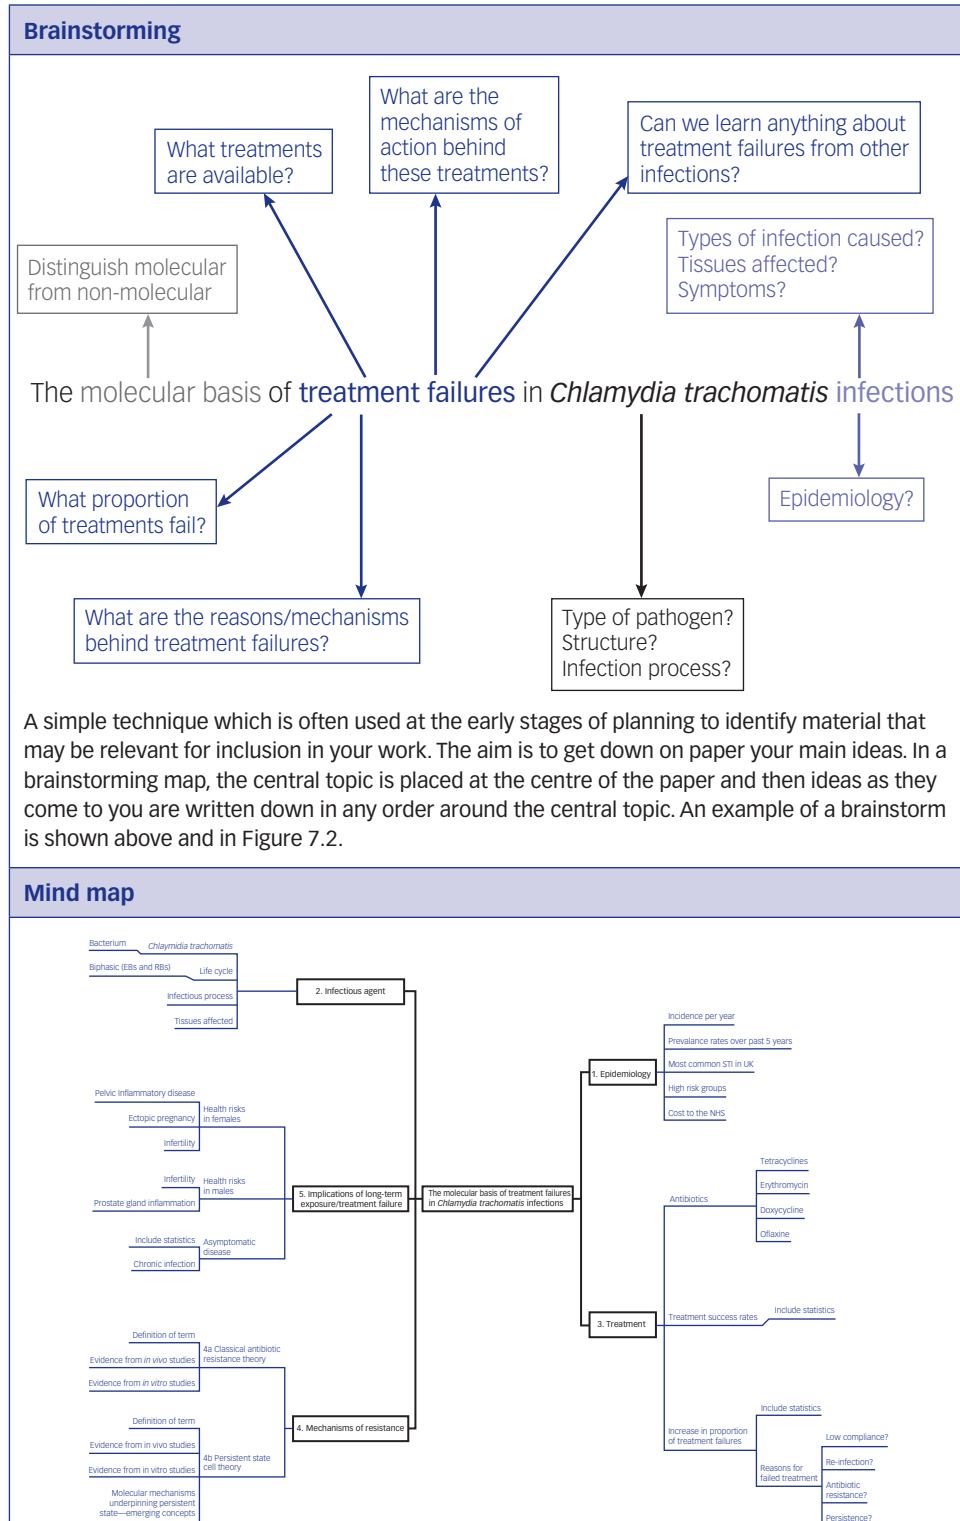 Brainstorming
What treatments
are available?
What are the
mechanisms of
action behind
these treatments?
Can we learn anything about
treatment failures from other
infections?
Distinguish molecular
from non-molecular
Types of infection caused?
Tissues affected?
Symptoms?
The molecular basis of treatment failures in Chlamydia trachomatis infections
What proportion
of treatments fail?
Epidemiology?
What are the reasons/mechanisms
behind treatment failures?
Type of pathogen?
Structure?
Infection process?
A simple technique which is often used at the early stages of planning to identify material that
may be relevant for inclusion in your work. The aim is to get down on paper your main ideas. In a
brainstorming map, the central topic is placed at the centre of the paper and then ideas as they
come to you are written down in any order around the central topic. An example of a brainstorm
is shown above and in Figure 7.2.
Mind map
Bacterium
Chlaymidia trachomatis
Biphasic (EBs and RBs)
Life cycle
Infectious process
Tissues affected
2. Infectious agent
Pelvic Inflammatory disease
Ectopic pregnancy
Infertility
Health risks
in females
Infertility
Prostate gland inflammation
Health risks
in males
Include statistics
Chronic infection
Asymptomatic
disease
5. Implications of long-term
exposure/treatment failure
Definition of term
Evidence from in vivo studies
Evidence from in vitro studies
4a Classical antibiotic
resistance theory
4. Mechanisms of resistance
Definition of term
Evidence from in vivo studies
Evidence from in vitro studies
Molecular mechanisms
underpinning persistent
state—emerging concepts
4b Persistent state
cell theory
The molecular basis of treatment failures
in Chlamydia trachomatis infections
1. Epidemiology
Incidence per year
Prevalance rates over past 5 years
Most common STI in UK
High risk groups
Cost to the NHS
3. Treatment
Antibiotics
Tetracyclines
Erythromycin
Doxycycline
Oflaxine
Treatment success rates
Include statistics
Increase in proportion
of treatment failures
Include statistics
Reasons for
failed treatment
Low compliance?
Re-infection?
Antibiotic
resistance?
Persistence?